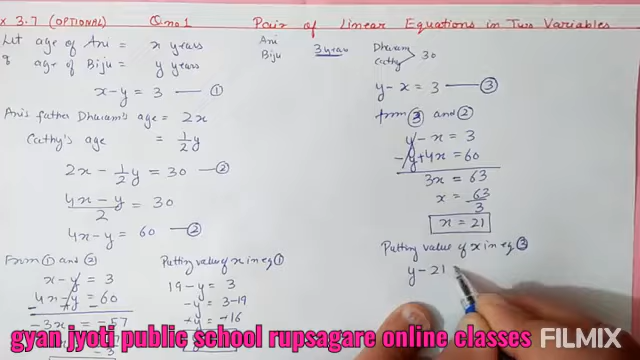 x 3.7 (OPTIONAL) Q.no 1 Pair of Linear Equations in Two Variables
Let age of Ani = x years
& age of Biju = y years
x - y = 3 —— ①
Ani's father Dharam's age = 2x
Cathy's age = 1/2 y
2x - 1/2 y = 30 —— ②
(4x - y)/2 = 30
4x - y = 60 —— ②
From ① and ②
x - y = 3
4x - y = 60
-3x = -57
Putting value of x in eq ①
19 - y = 3
-y = 3-19
+y = +16
Ani
Biju 3 years
Dharam
Cathy 30
y - x = 3 —— ③
from ③ and ②
y - x = 3
-y + 4x = 60
3x = 63
x = 63/3
x = 21
Putting value of x in eq ③
y - 21
gyan jyoti public school rupsagare online classes
POWERED BY
FILMIX